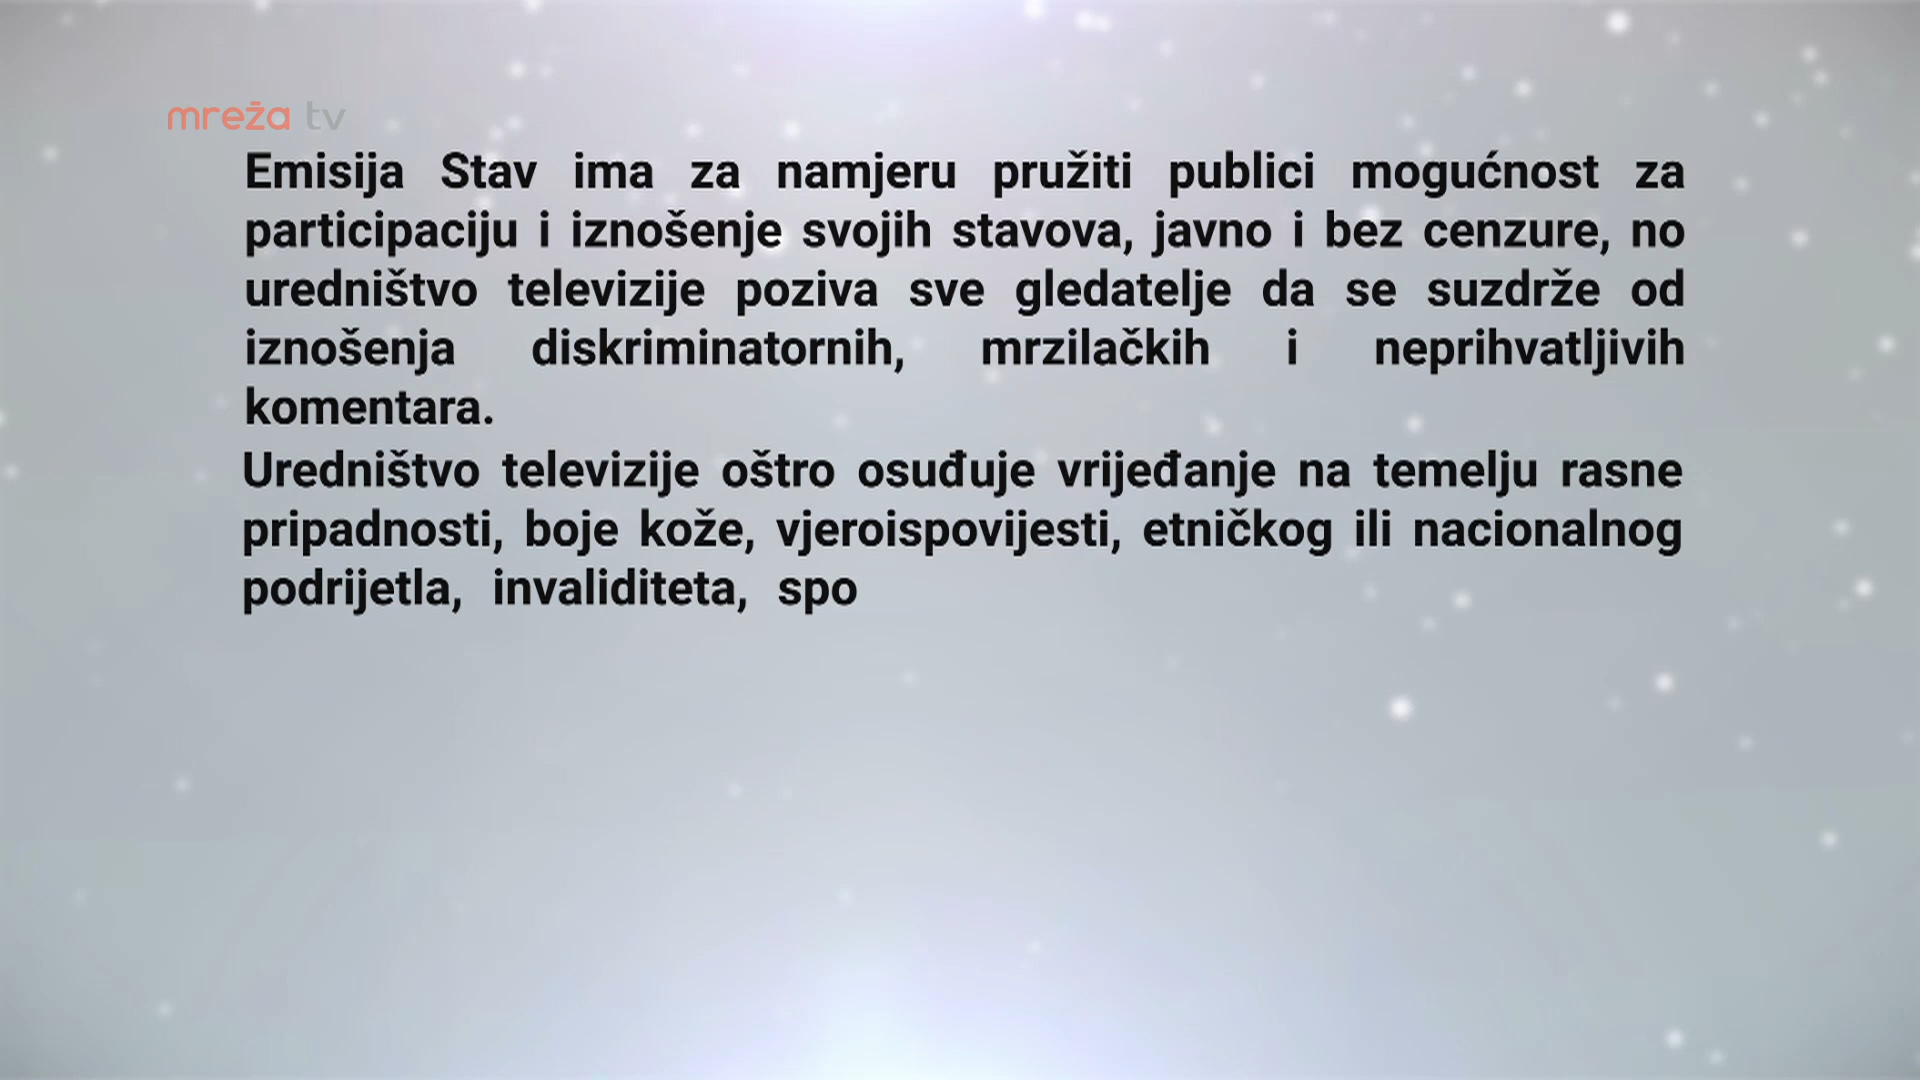 mreža tv
Emisija Stav ima za namjeru pružiti publici mogućnost za
participaciju i iznošenje svojih stavova, javno i bez cenzure, no
uredništvo televizije poziva sve gledatelje da se suzdrže od
iznošenja diskriminatornih, mrzilačkih i neprihvatljivih
komentara.
Uredništvo televizije oštro osuđuje vrijeđanje na temelju rasne
pripadnosti, boje kože, vjeroispovijesti, etničkog ili nacionalnog
podrijetla, invaliditeta, spo